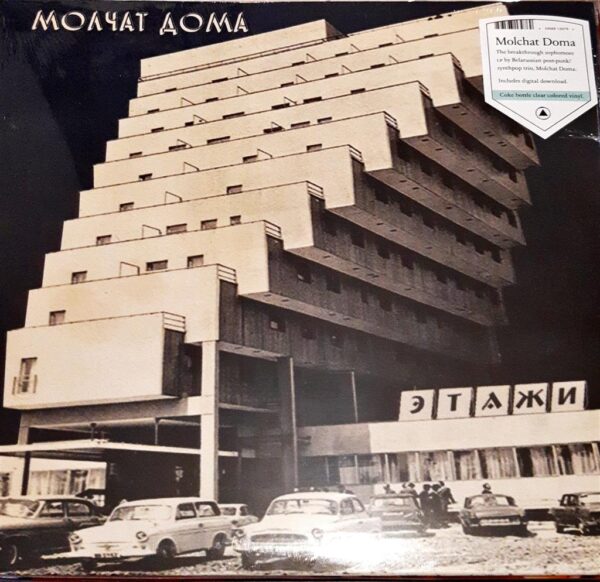 МОЛЧАТ ДОМА
Molchat Doma
The breakthrough sophomore
LP by Belarusian post-punk/
synthpop trio, Molchat Doma.
Includes digital download.
Coke bottle clear colored vinyl.
ЭТАЖИ